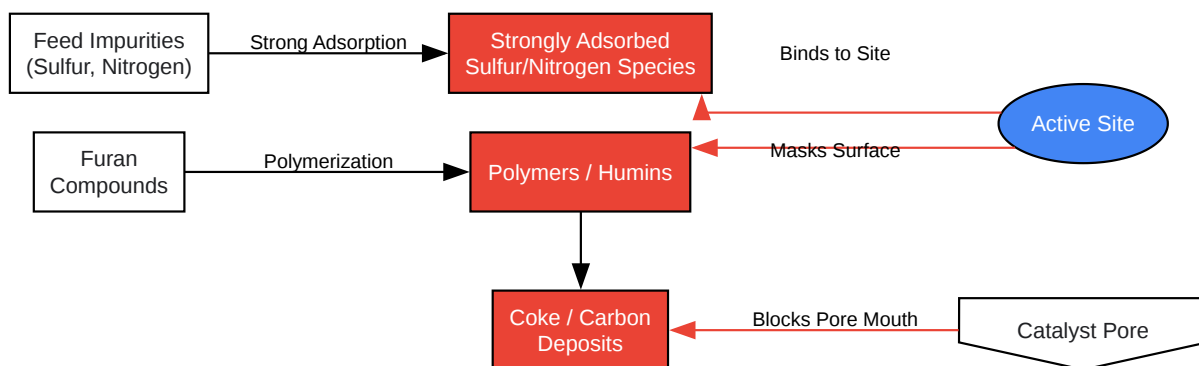 Feed Impurities
(Sulfur, Nitrogen)
Strong Adsorption
Strongly Adsorbed
Sulfur/Nitrogen Species
Binds to Site
Active Site
Furan
Compounds
Polymerization
Polymers / Humins
Masks Surface
Coke / Carbon
Deposits
Blocks Pore Mouth
Catalyst Pore